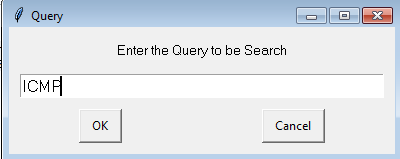 Query
Enter the Query to be Search
ICMP
OK
Cancel